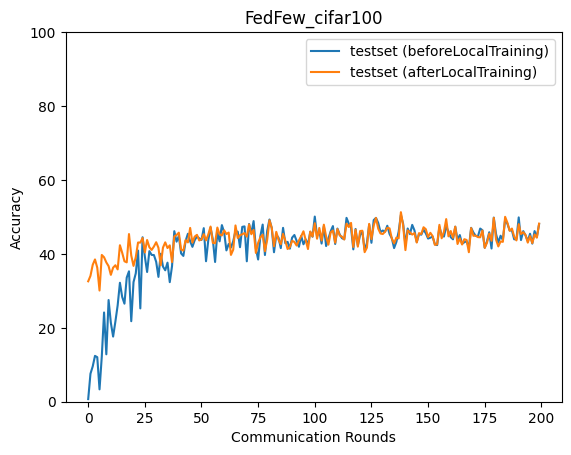 FedFew_cifar100
testset (beforeLocalTraining)
testset (afterLocalTraining)
Accuracy
100
80
60
40
20
0
0 25 50 75 100 125 150 175 200
Communication Rounds